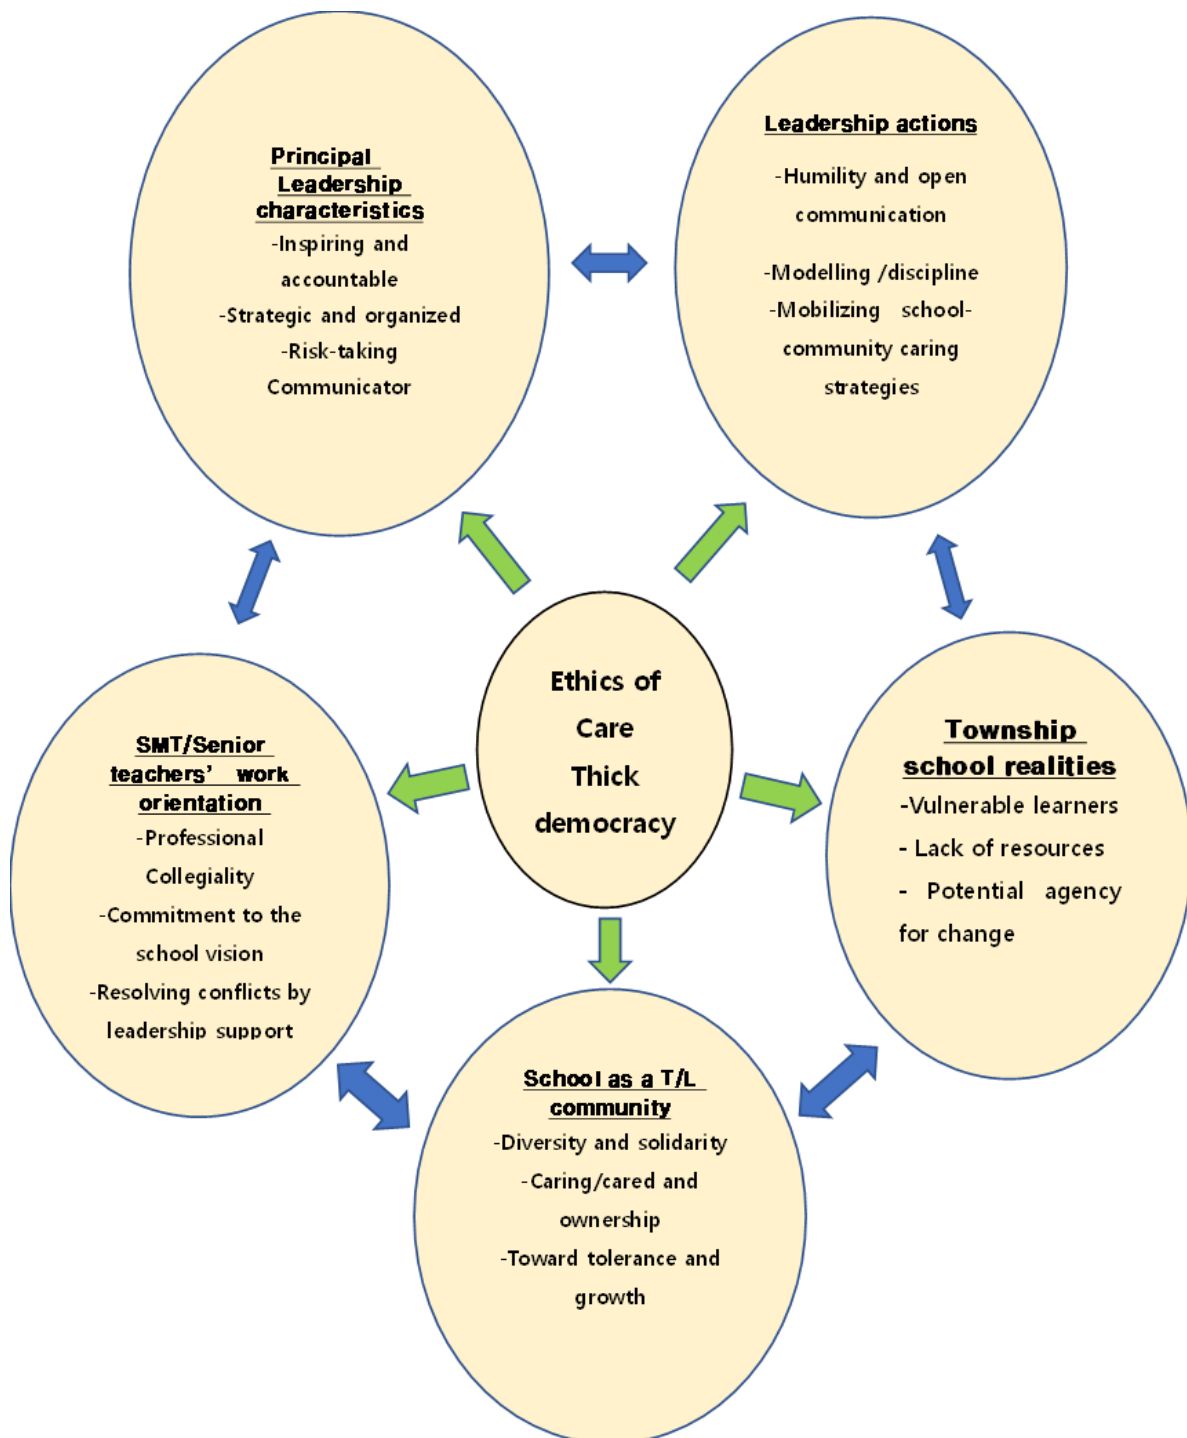 Principal
Leadership
characteristics
-Inspiring and
accountable
-Strategic and organized
-Risk-taking
Communicator
Leadership actions
-Humility and open
communication
-Modelling /discipline
-Mobilizing school-
community caring
strategies
Ethics of
Care
Thick
democracy
SMT/Senior
teachers' work
orientation
-Professional
Collegiality
-Commitment to the
school vision
-Resolving conflicts by
leadership support
Township
school realities
-Vulnerable learners
- Lack of resources
- Potential agency
for change
School as a T/L
community
-Diversity and solidarity
-Caring/cared and
ownership
-Toward tolerance and
growth